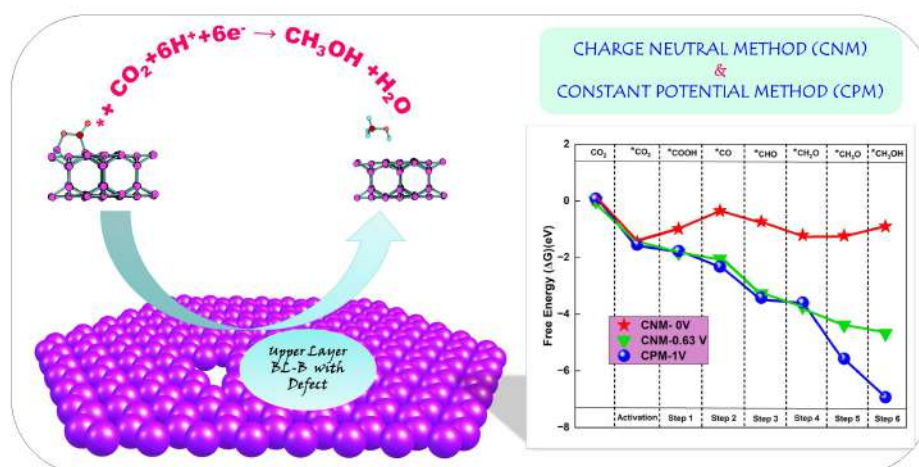 * + CO₂+6H⁺+6e⁻ → CH₃OH +H₂O
CHARGE NEUTRAL METHOD (CNM)
&
CONSTANT POTENTIAL METHOD (CPM)
Upper Layer
BL-B with
Defect
CO₂ *CO₂ *COOH *CO *CHO *CH₂O *CH₃O *CH₃OH
Free Energy (ΔG)(eV)
2
0
−2
−4
−6
−8
CNM- 0V
CNM-0.63 V
CPM-1V
Activation Step 1 Step 2 Step 3 Step 4 Step 5 Step 6